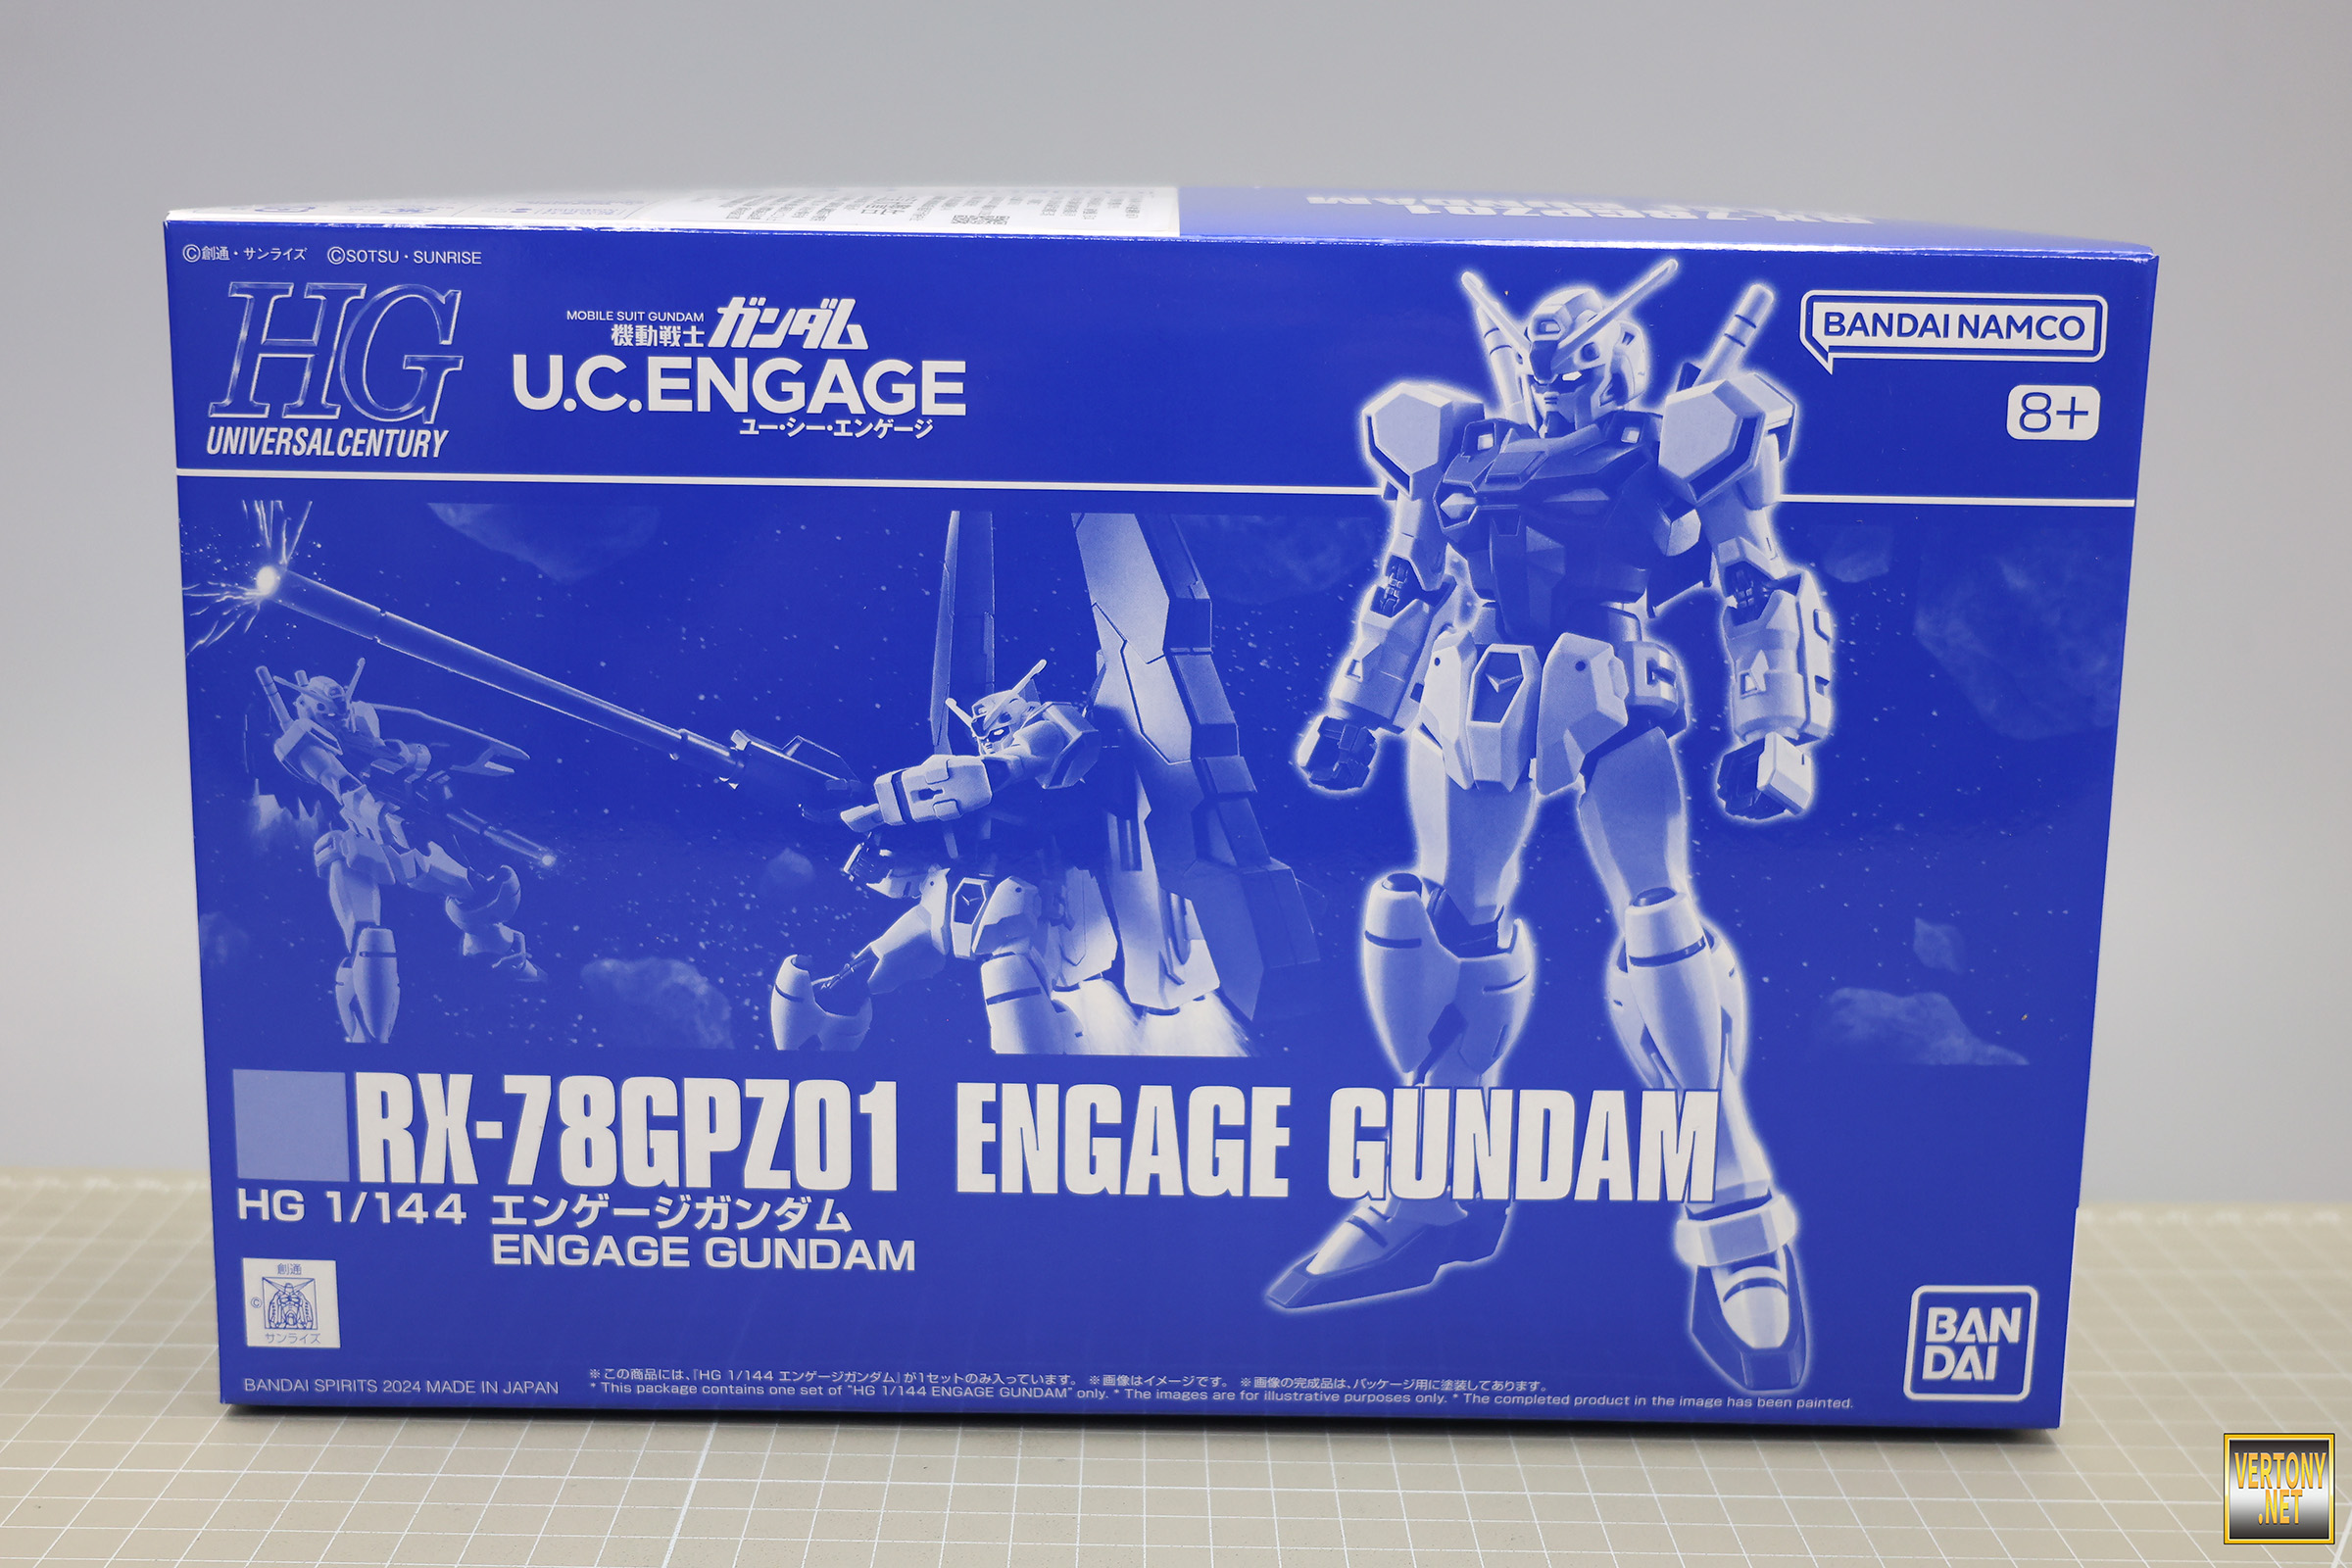 ©創通・サンライズ ©SOTSU・SUNRISE
HG
UNIVERSALCENTURY
MOBILE SUIT GUNDAM
機動戦士ガンダム
U.C.ENGAGE
ユー・シー・エンゲージ
BANDAI NAMCO
8+
RX-78GPZ01 ENGAGE GUNDAM
HG 1/144 エンゲージガンダム
ENGAGE GUNDAM
創通
©
サンライズ
BANDAI SPIRITS 2024 MADE IN JAPAN
※この商品には、『HG 1/144 エンゲージガンダム』が1セットのみ入っています。 ※画像はイメージです。 ※画像の完成品は、パッケージ用に塗装してあります。
* This package contains one set of "HG 1/144 ENGAGE GUNDAM" only. * The images are for illustrative purposes only. * The completed product in the image has been painted.
BAN
DAI
VERTONY
.NET